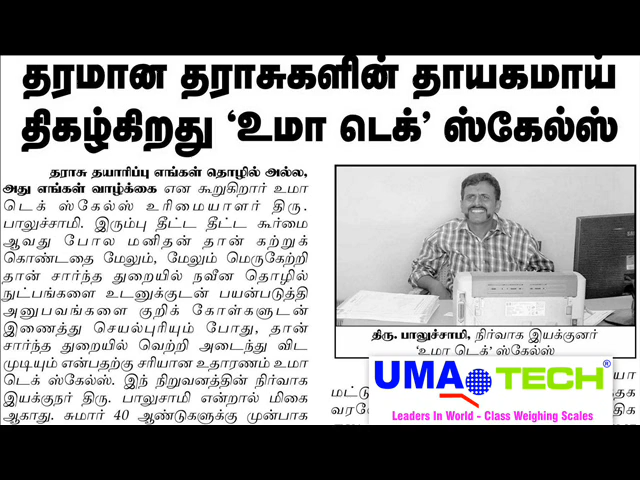 தரமான தராசுகளின் தாயகமாய்
திகழ்கிறது ‘உமா டெக்’ ஸ்கேல்ஸ்
தராசு தயாரிப்பு எங்கள் தொழில் அல்ல,
அது எங்கள் வாழ்க்கை என கூறுகிறார் உமா
டெக் ஸ்கேல்ஸ் உரிமையாளர் திரு.
பாலுச்சாமி. இரும்பு தீட்ட தீட்ட கூர்மை
ஆவது போல மனிதன் தான் கற்றுக்
கொண்டதை மேலும், மேலும் மெருகேற்றி
தான் சார்ந்த துறையில் நவீன தொழில்
நுட்பங்களை உடனுக்குடன் பயன்படுத்தி
அனுபவங்களை குறிக் கோள்களுடன்
இணைத்து செயல்புரியும் போது, தான்
சார்ந்த துறையில் வெற்றி அடைந்து விட
முடியும் என்பதற்கு சரியான உதாரணம் உமா
டெக் ஸ்கேல்ஸ். இந் நிறுவனத்தின் நிர்வாக
இயக்குநர் திரு. பாலுசாமி என்றால் மிகை
ஆகாது. சுமார் 40 ஆண்டுகளுக்கு முன்பாக
திரு. பாலுச்சாமி, நிர்வாக இயக்குனர்
‘உமா டெக்’ ஸ்கேல்ஸ்
UMA TECH®
Leaders In World - Class Weighing Scales